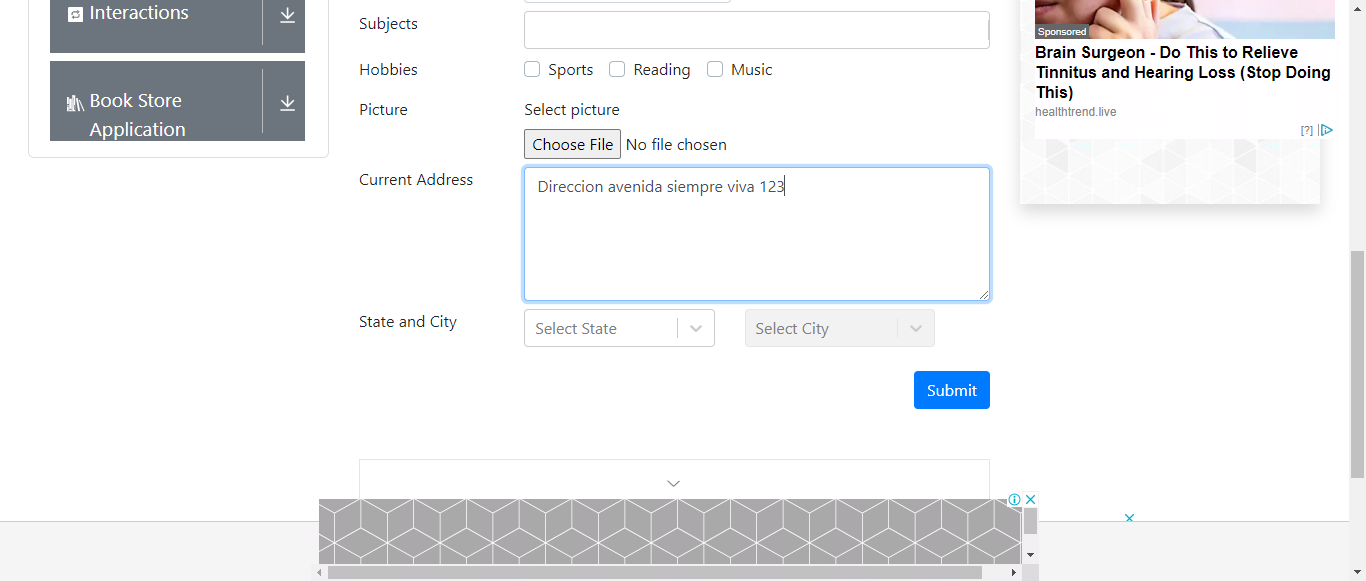 Interactions
Book Store
Application
Subjects
Hobbies
Sports
Reading
Music
Picture
Select picture
Choose File No file chosen
Current Address
Direccion avenida siempre viva 123
State and City
Select State
Select City
Submit
Sponsored
Brain Surgeon - Do This to Relieve
Tinnitus and Hearing Loss (Stop Doing
This)
healthtrend.live
[?]